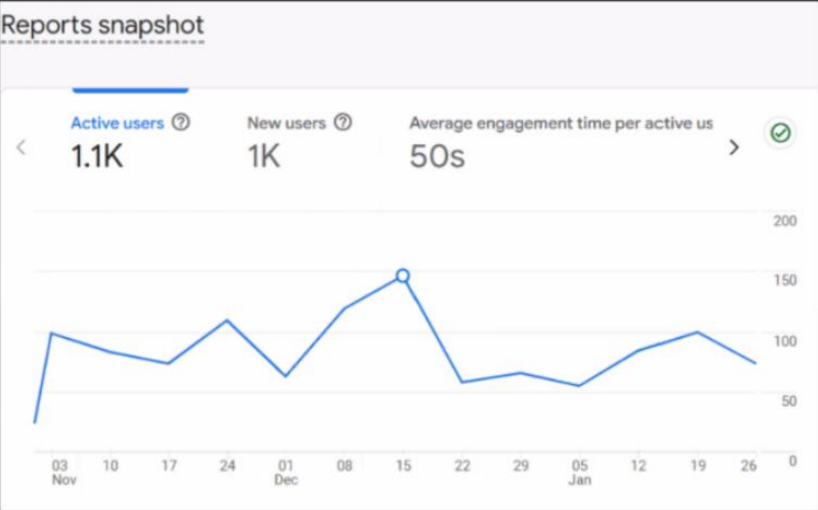 Reports snapshot
Active users
New users
Average engagement time per active us
1.1K
1K
50s
200
150
100
50
0
03 10 17 24 01 08 15 22 29 05 12 19 26
Nov Dec Jan